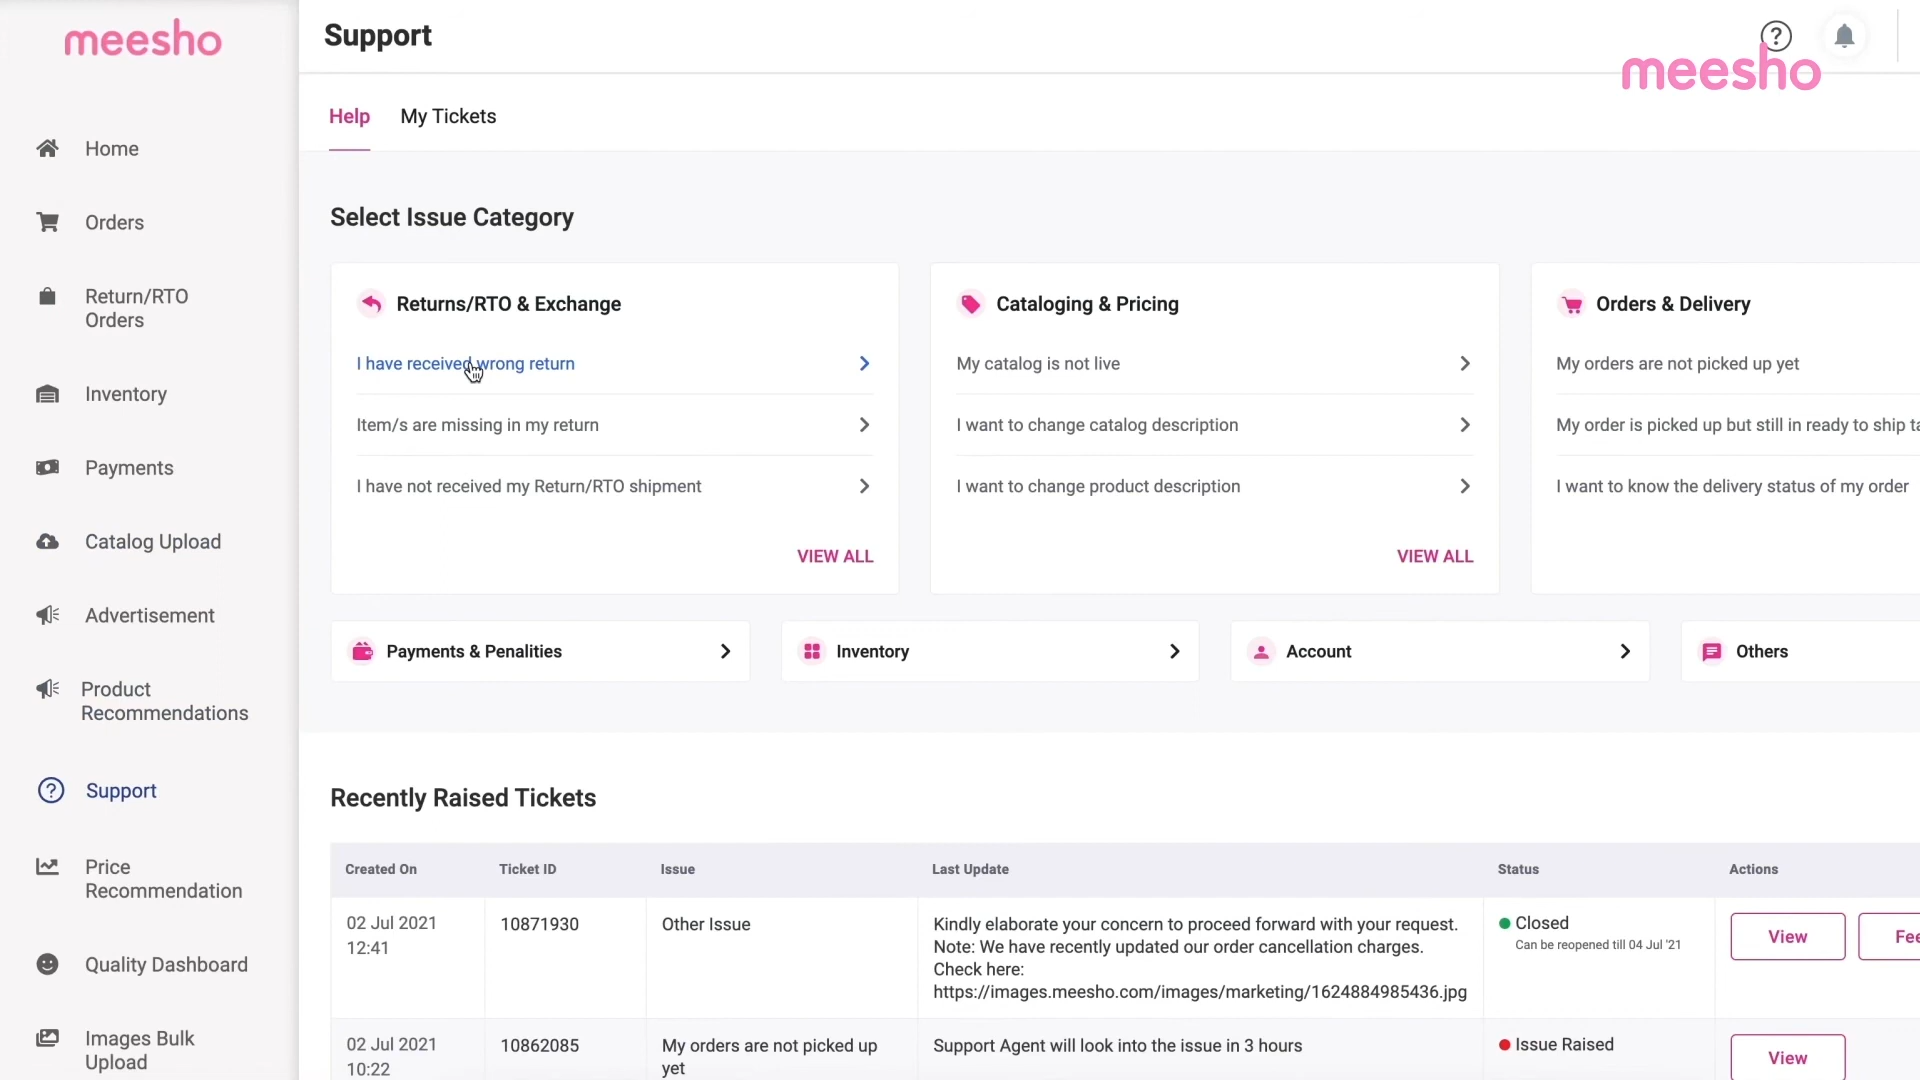 meesho
Support
meesho
Help
My Tickets
Home
Orders
Return/RTO
Orders
Inventory
Payments
Catalog Upload
Advertisement
Product
Recommendations
Support
Price
Recommendation
Quality Dashboard
Images Bulk
Upload
Select Issue Category
Returns/RTO & Exchange
I have received wrong return
Item/s are missing in my return
I have not received my Return/RTO shipment
VIEW ALL
Cataloging & Pricing
My catalog is not live
I want to change catalog description
I want to change product description
VIEW ALL
Orders & Delivery
My orders are not picked up yet
My order is picked up but still in ready to ship ta
I want to know the delivery status of my order
Payments & Penalities
Inventory
Account
Others
Recently Raised Tickets
Created On
Ticket ID
Issue
Last Update
Status
Actions
02 Jul 2021
12:41
10871930
Other Issue
Kindly elaborate your concern to proceed forward with your request.
Note: We have recently updated our order cancellation charges.
Check here:
https://images.meesho.com/images/marketing/1624884985436.jpg
Closed
Can be reopened till 04 Jul '21
View
Fee
02 Jul 2021
10:22
10862085
My orders are not picked up
yet
Support Agent will look into the issue in 3 hours
Issue Raised
View